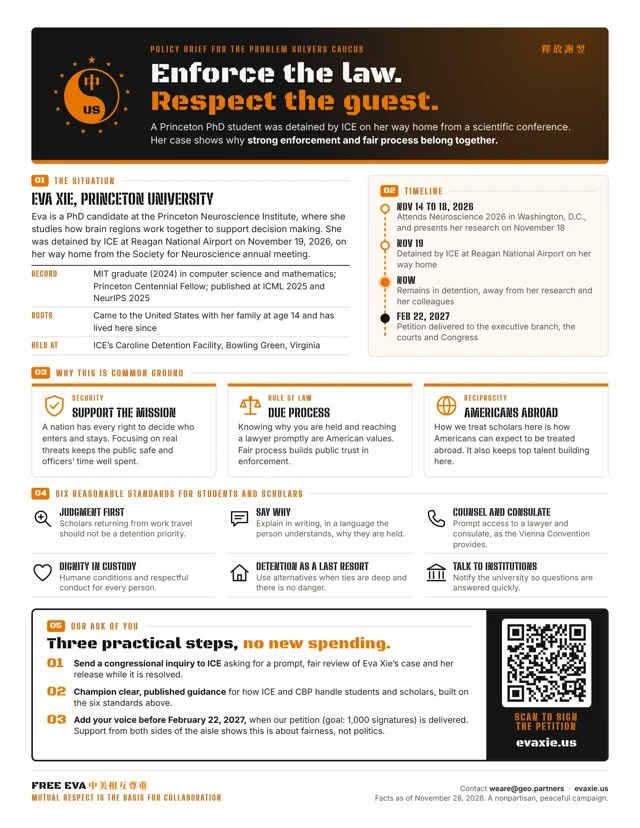 中
US
POLICY BRIEF FOR THE PROBLEM SOLVERS CAUCUS
釋放謝翌
Enforce the law.
Respect the guest.
A Princeton PhD student was detained by ICE on her way home from a scientific conference.
Her case shows why strong enforcement and fair process belong together.
01 THE SITUATION
EVA XIE, PRINCETON UNIVERSITY
Eva is a PhD candidate at the Princeton Neuroscience Institute, where she
studies how brain regions work together to support decision making. She
was detained by ICE at Reagan National Airport on November 19, 2026, on
her way home from the Society for Neuroscience annual meeting.
RECORD
MIT graduate (2024) in computer science and mathematics;
Princeton Centennial Fellow; published at ICML 2025 and
NeurIPS 2025
ROOTS
Came to the United States with her family at age 14 and has
lived here since
HELD AT
ICE's Caroline Detention Facility, Bowling Green, Virginia
02 TIMELINE
NOV 14 TO 18, 2026
Attends Neuroscience 2026 in Washington, D.C.,
and presents her research on November 18
NOV 19
Detained by ICE at Reagan National Airport on her
way home
NOW
Remains in detention, away from her research and
her colleagues
FEB 22, 2027
Petition delivered to the executive branch, the
courts and Congress
03 WHY THIS IS COMMON GROUND
SECURITY
SUPPORT THE MISSION
A nation has every right to decide who
enters and stays. Focusing on real
threats keeps the public safe and
officers' time well spent.
RULE OF LAW
DUE PROCESS
Knowing why you are held and reaching
a lawyer promptly are American values.
Fair process builds public trust in
enforcement.
RECIPROCITY
AMERICANS ABROAD
How we treat scholars here is how
Americans can expect to be treated
abroad. It also keeps top talent building
here.
04 SIX REASONABLE STANDARDS FOR STUDENTS AND SCHOLARS
JUDGMENT FIRST
Scholars returning from work travel
should not be a detention priority.
SAY WHY
Explain in writing, in a language the
person understands, why they are held.
COUNSEL AND CONSULATE
Prompt access to a lawyer and
consulate, as the Vienna Convention
provides.
DIGNITY IN CUSTODY
Humane conditions and respectful
conduct for every person.
DETENTION AS A LAST RESORT
Use alternatives when ties are deep and
there is no danger.
TALK TO INSTITUTIONS
Notify the university so questions are
answered quickly.
05 OUR ASK OF YOU
Three practical steps, no new spending.
01 Send a congressional inquiry to ICE asking for a prompt, fair review of Eva Xie's case and her
release while it is resolved.
02 Champion clear, published guidance for how ICE and CBP handle students and scholars, built on
the six standards above.
03 Add your voice before February 22, 2027, when our petition (goal: 1,000 signatures) is delivered.
Support from both sides of the aisle shows this is about fairness, not politics.
SCAN TO SIGN
THE PETITION
evaxie.us
FREE EVA 中美相互尊重
MUTUAL RESPECT IS THE BASIS FOR COLLABORATION
Contact weare@geo.partners · evaxie.us
Facts as of November 28, 2026. A nonpartisan, peaceful campaign.